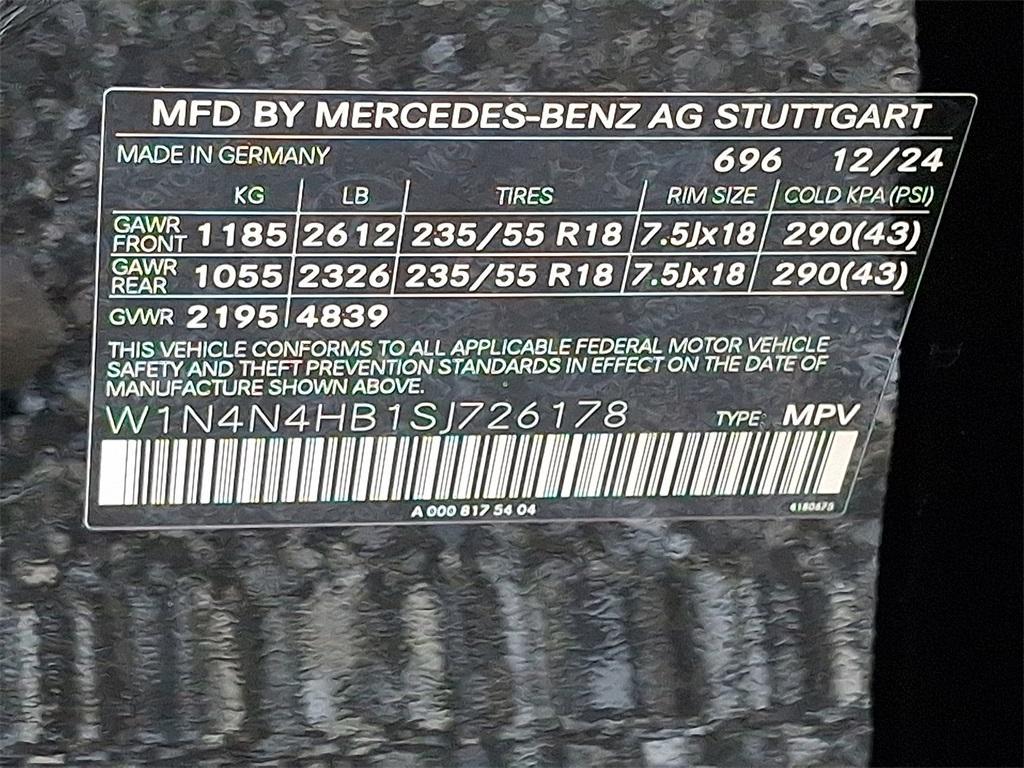 MFD BY MERCEDES-BENZ AG STUTTGART
MADE IN GERMANY 696 12/24
KG LB TIRES RIM SIZE COLD KPA (PSI)
GAWR FRONT 1185 2612 235/55 R18 7.5Jx18 290(43)
GAWR REAR 1055 2326 235/55 R18 7.5Jx18 290(43)
GVWR 2195 4839
THIS VEHICLE CONFORMS TO ALL APPLICABLE FEDERAL MOTOR VEHICLE
SAFETY AND THEFT PREVENTION STANDARDS IN EFFECT ON THE DATE OF
MANUFACTURE SHOWN ABOVE.
W1N4N4HB1SJ726178 TYPE: MPV
A 000 817 54 04